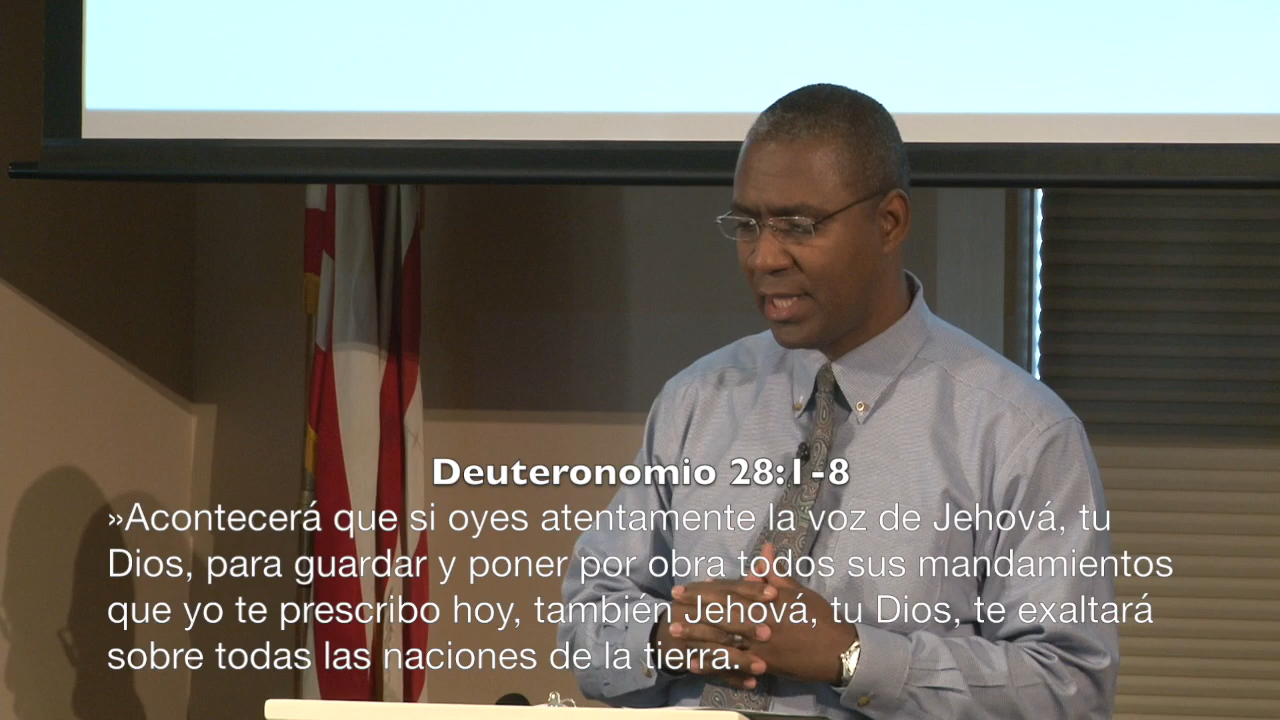 Deuteronomio 28:1-8
»Acontecerá que si oyes atentamente la voz de Jehová, tu
Dios, para guardar y poner por obra todos sus mandamientos
que yo te prescribo hoy, también Jehová, tu Dios, te exaltará
sobre todas las naciones de la tierra.